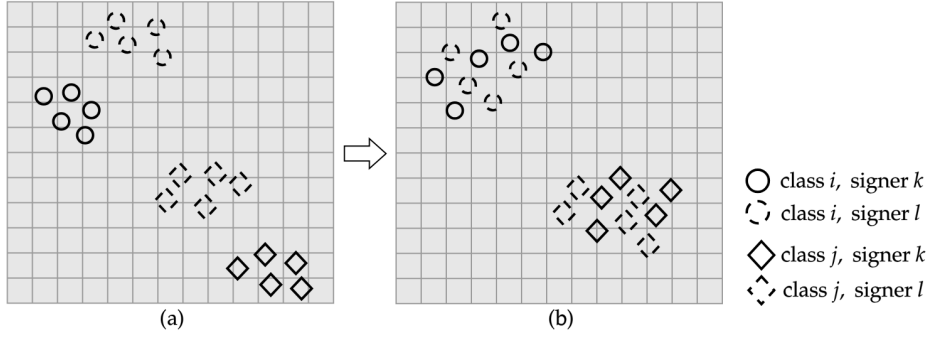 class i, signer k
class i, signer l
class j, signer k
class j, signer l
(a)
(b)